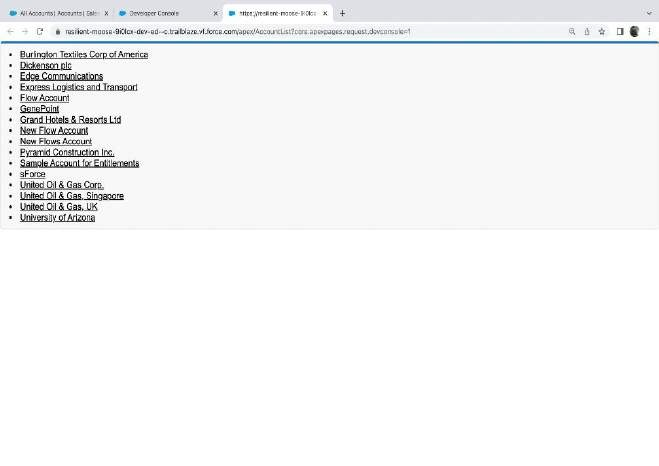 All Accounts | Accounts | Sales
Developer Console
https://resilient-moose-9i0lcx
resilient-moose-9i0lcx-dev-ed--c.trailblaze.vf.force.com/apex/AccountList?core.apexpages.request.devconsole=1
Burlington Textiles Corp of America
Dickenson plc
Edge Communications
Express Logistics and Transport
Flow Account
GenePoint
Grand Hotels & Resorts Ltd
New Flow Account
New Flows Account
Pyramid Construction Inc.
Sample Account for Entitlements
sForce
United Oil & Gas Corp.
United Oil & Gas, Singapore
United Oil & Gas, UK
University of Arizona